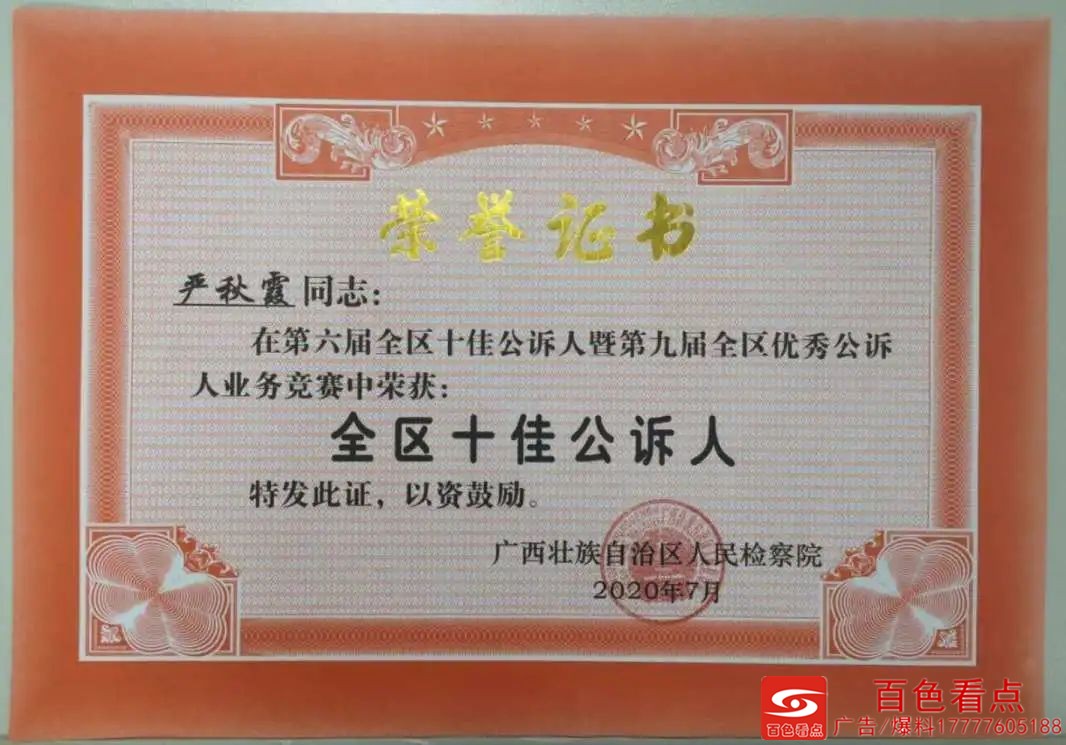 荣誉证书
严秋霞同志：
在第六届全区十佳公诉人暨第九届全区优秀公诉
人业务竞赛中荣获：
全区十佳公诉人
特发此证，以资鼓励。
广西壮族自治区人民检察院
2020年7月
百色看点
百色看点
广告/爆料17777605188